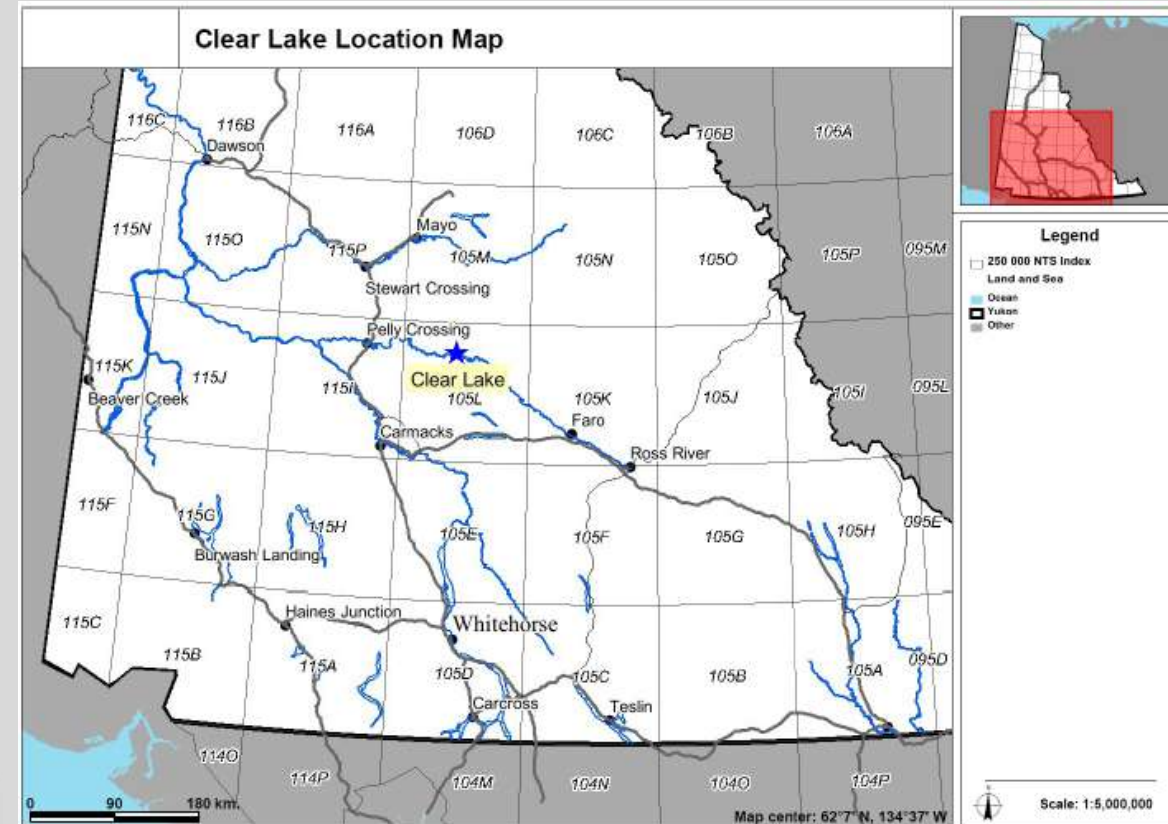 Clear Lake Location Map
116C
116B
116A
106D
106C
106B
106A
Dawson
115N
115O
115P
Mayo
105M
105N
105O
105P
095M
Stewart Crossing
Pelly Crossing
115K
115J
115I
Clear Lake
105L
105K
105J
105I
095L
Beaver Creek
Carmacks
Faro
Ross River
115F
115G
115H
105E
105F
105G
105H
095E
Burwash Landing
Haines Junction
Whitehorse
115C
115B
115A
105D
105C
105B
105A
095D
Carcross
Teslin
114O
114P
104M
104N
104O
104P
0 90 180 km.
Map center: 62°7' N, 134°37' W
Legend
250 000 NTS Index
Land and Sea
Ocean
Yukon
Other
Scale: 1:5,000,000